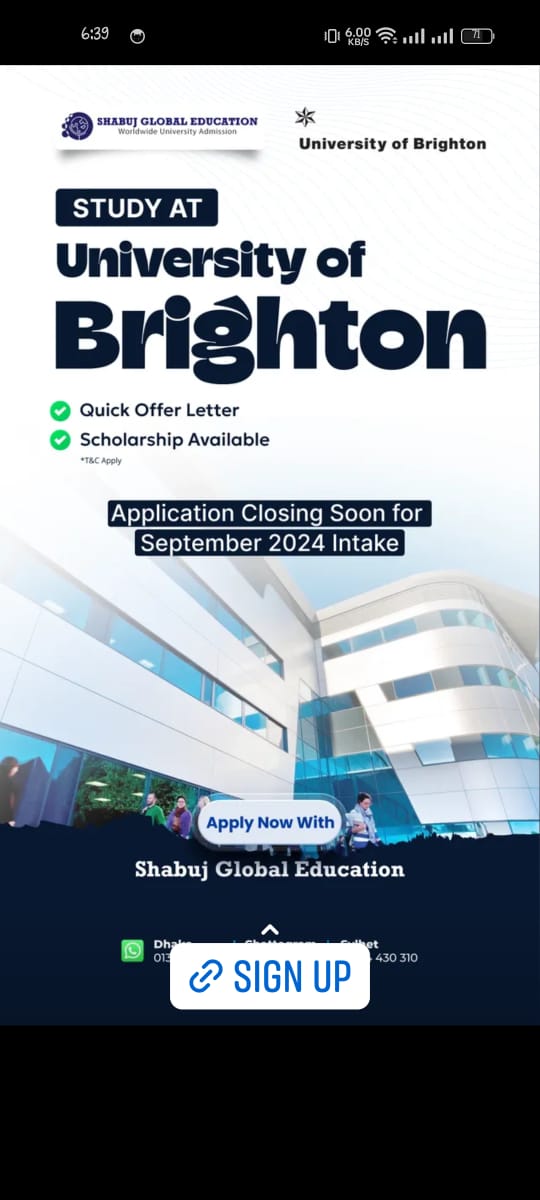 6:39
6.00
KB/S
71
SHABUJ GLOBAL EDUCATION
Worldwide University Admission
University of Brighton
STUDY AT
University of
Brighton
Quick Offer Letter
Scholarship Available
*T&C Apply
Application Closing Soon for
September 2024 Intake
Apply Now With
Shabuj Global Education
430 310
SIGN UP